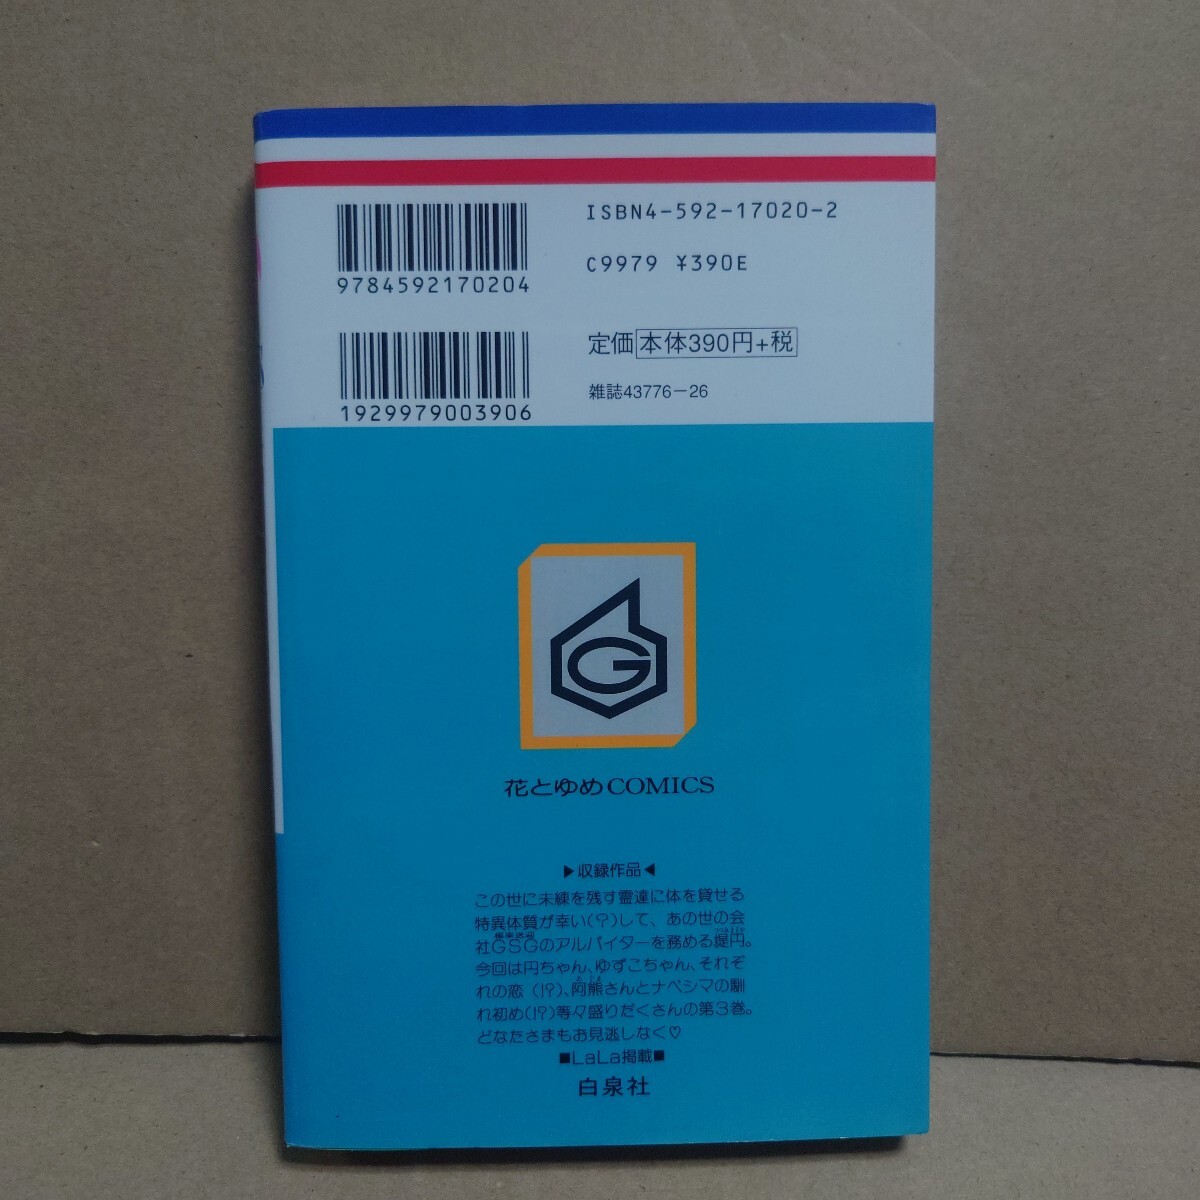 ISBN4-592-17020-2
9784592170204
C9979 ¥390E
定価 本体390円+税
1929979003906
雑誌43776-26
G
花とゆめCOMICS
▶収録作品◀
この世に未練を残す霊達に体を貸せる
特異体質が幸い(?)して、あの世の会
社GSGのアルバイターを務める堤円。
今回は円ちゃん、ゆずこちゃん、それぞ
れの恋(!?)、阿熊さんとナベシマの馴
れ初め(!?)等々盛りだくさんの第3巻。
どなたさまもお見逃しなく♡
■LaLa掲載■
白泉社